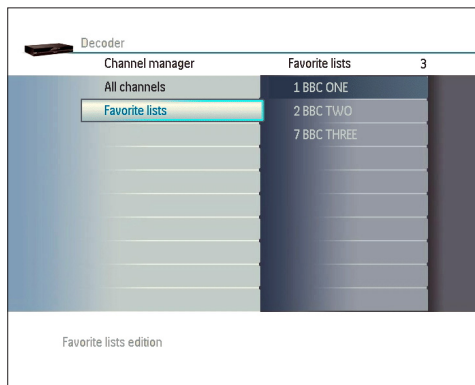 Decoder
Channel manager Favorite lists 3
All channels 1 BBC ONE
Favorite lists 2 BBC TWO
7 BBC THREE
Favorite lists edition